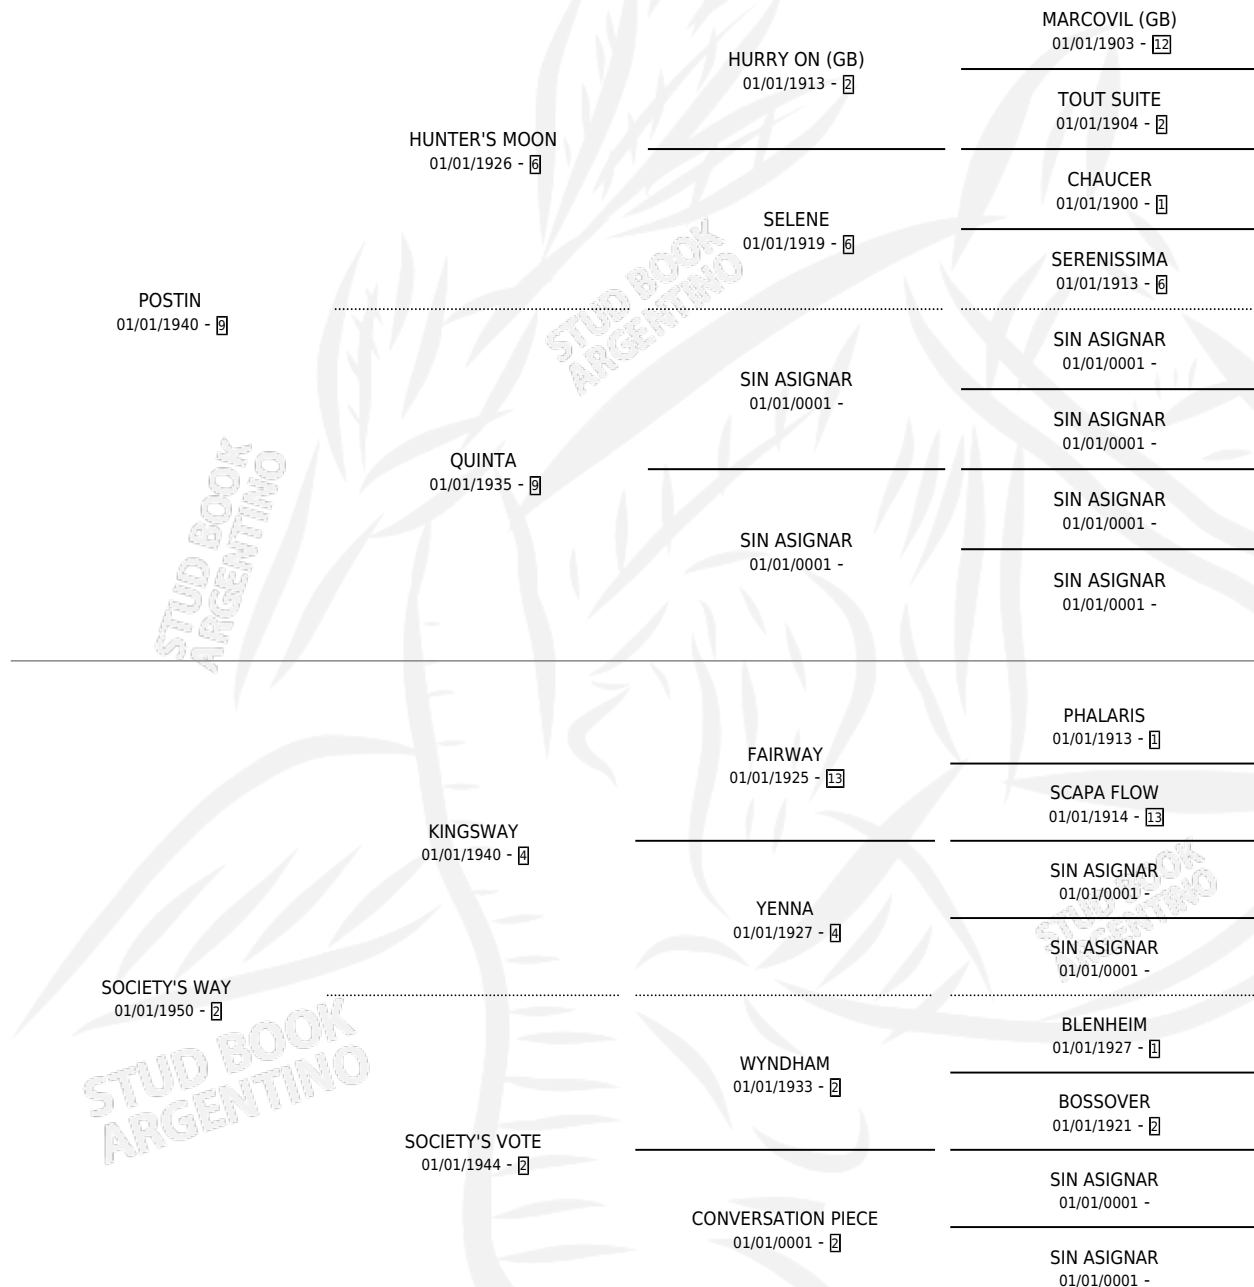 MARCOVIL (GB)
01/01/1903 - 12
HURRY ON (GB)
01/01/1913 - 2
TOUT SUITE
01/01/1904 - 2
HUNTER'S MOON
01/01/1926 - 6
CHAUCER
01/01/1900 - 1
SELENE
01/01/1919 - 6
SERENISSIMA
01/01/1913 - 6
POSTIN
01/01/1940 - 9
SIN ASIGNAR
01/01/0001 -
SIN ASIGNAR
01/01/0001 -
SIN ASIGNAR
01/01/0001 -
QUINTA
01/01/1935 - 9
SIN ASIGNAR
01/01/0001 -
SIN ASIGNAR
01/01/0001 -
SIN ASIGNAR
01/01/0001 -
STUD BOOK
ARGENTINO
STUD BOOK
ARGENTINO
PHALARIS
01/01/1913 - 1
FAIRWAY
01/01/1925 - 13
SCAPA FLOW
01/01/1914 - 13
KINGSWAY
01/01/1940 - 4
SIN ASIGNAR
01/01/0001 -
YENNA
01/01/1927 - 4
SIN ASIGNAR
01/01/0001 -
STUD BOOK
ARGENTINO
SOCIETY'S WAY
01/01/1950 - 2
BLENHEIM
01/01/1927 - 1
WYNDHAM
01/01/1933 - 2
BOSSOVER
01/01/1921 - 2
SOCIETY'S VOTE
01/01/1944 - 2
SIN ASIGNAR
01/01/0001 -
CONVERSATION PIECE
01/01/0001 - 2
SIN ASIGNAR
01/01/0001 -
STUD BOOK
ARGENTINO